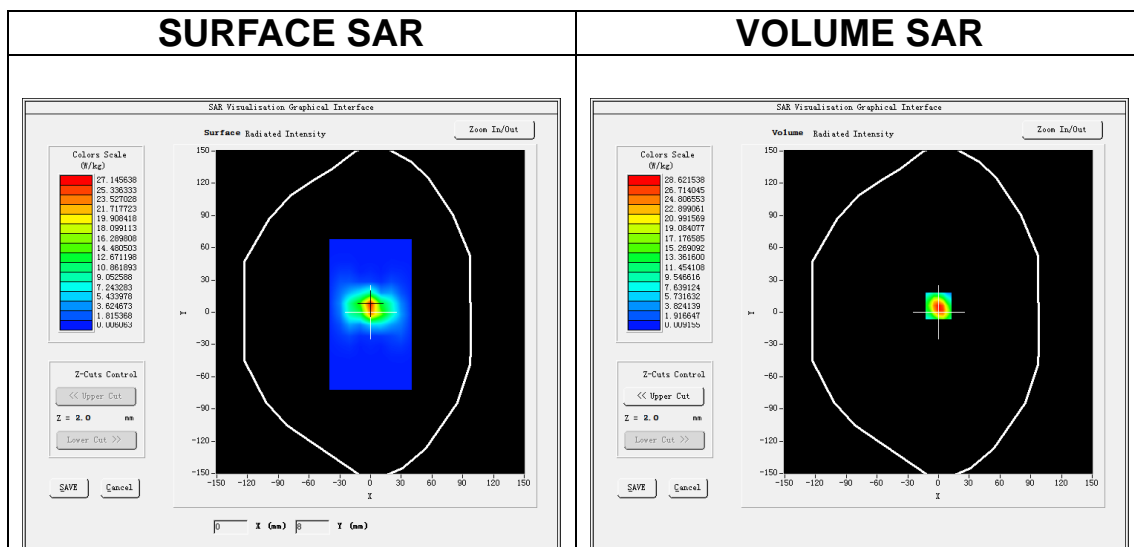 SURFACE SAR
VOLUME SAR
SAR Visualisation Graphical Interface
Surface Radiated Intensity
Zoom In/Out
Colors Scale
(W/kg)
27.145638
25.336333
23.527028
21.717723
19.908418
18.099113
16.289808
14.480503
12.671198
10.861893
9.052588
7.243283
5.433978
3.624673
1.815368
0.006063
Z-Cuts Control
<< Upper Cut
Z = 2.0 mm
Lower Cut >>
SAVE
Cancel
150
120
90
60
30
0
-30
-60
-90
-120
-150
Y
-150 -120 -90 -60 -30 0 30 60 90 120 150
X
0 X (mm) 8 Y (mm)
SAR Visualisation Graphical Interface
Volume Radiated Intensity
Zoom In/Out
Colors Scale
(W/kg)
28.621538
26.714045
24.806553
22.899061
20.991569
19.084077
17.176585
15.269092
13.361600
11.454108
9.546616
7.639124
5.731632
3.824139
1.916647
0.009155
Z-Cuts Control
<< Upper Cut
Z = 2.0 mm
Lower Cut >>
SAVE
Cancel
150
120
90
60
30
0
-30
-60
-90
-120
-150
Y
-150 -120 -90 -60 -30 0 30 60 90 120 150
X